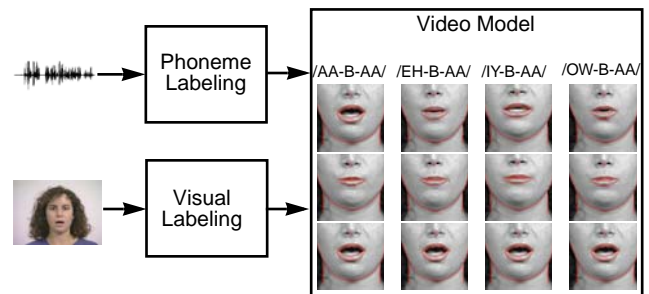 Video Model
Phoneme
Labeling
/AA-B-AA/ /EH-B-AA/ /IY-B-AA/ /OW-B-AA/
Visual
Labeling